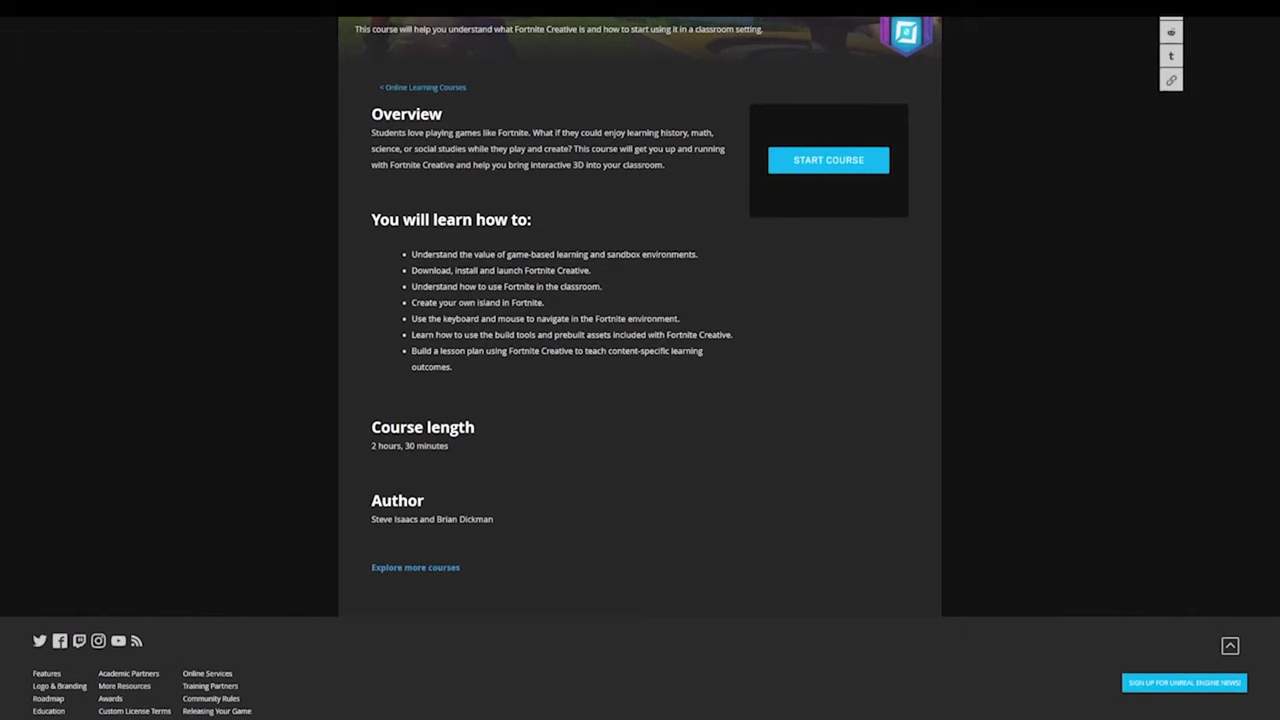 This course will help you understand what Fortnite Creative is and how to start using it in a classroom setting.
t
< Online Learning Courses
Overview
Students love playing games like Fortnite. What if they could enjoy learning history, math,
science, or social studies while they play and create? This course will get you up and running
with Fortnite Creative and help you bring interactive 3D into your classroom.
START COURSE
You will learn how to:
• Understand the value of game-based learning and sandbox environments.
• Download, install and launch Fortnite Creative.
• Understand how to use Fortnite in the classroom.
• Create your own island in Fortnite.
• Use the keyboard and mouse to navigate in the Fortnite environment.
• Learn how to use the build tools and prebuilt assets included with Fortnite Creative.
• Build a lesson plan using Fortnite Creative to teach content-specific learning
outcomes.
Course length
2 hours, 30 minutes
Author
Steve Isaacs and Brian Dickman
Explore more courses
Features Academic Partners Online Services
Logo & Branding More Resources Training Partners
Roadmap Awards Community Rules
Education Custom License Terms Releasing Your Game
SIGN UP FOR UNREAL ENGINE NEWS!